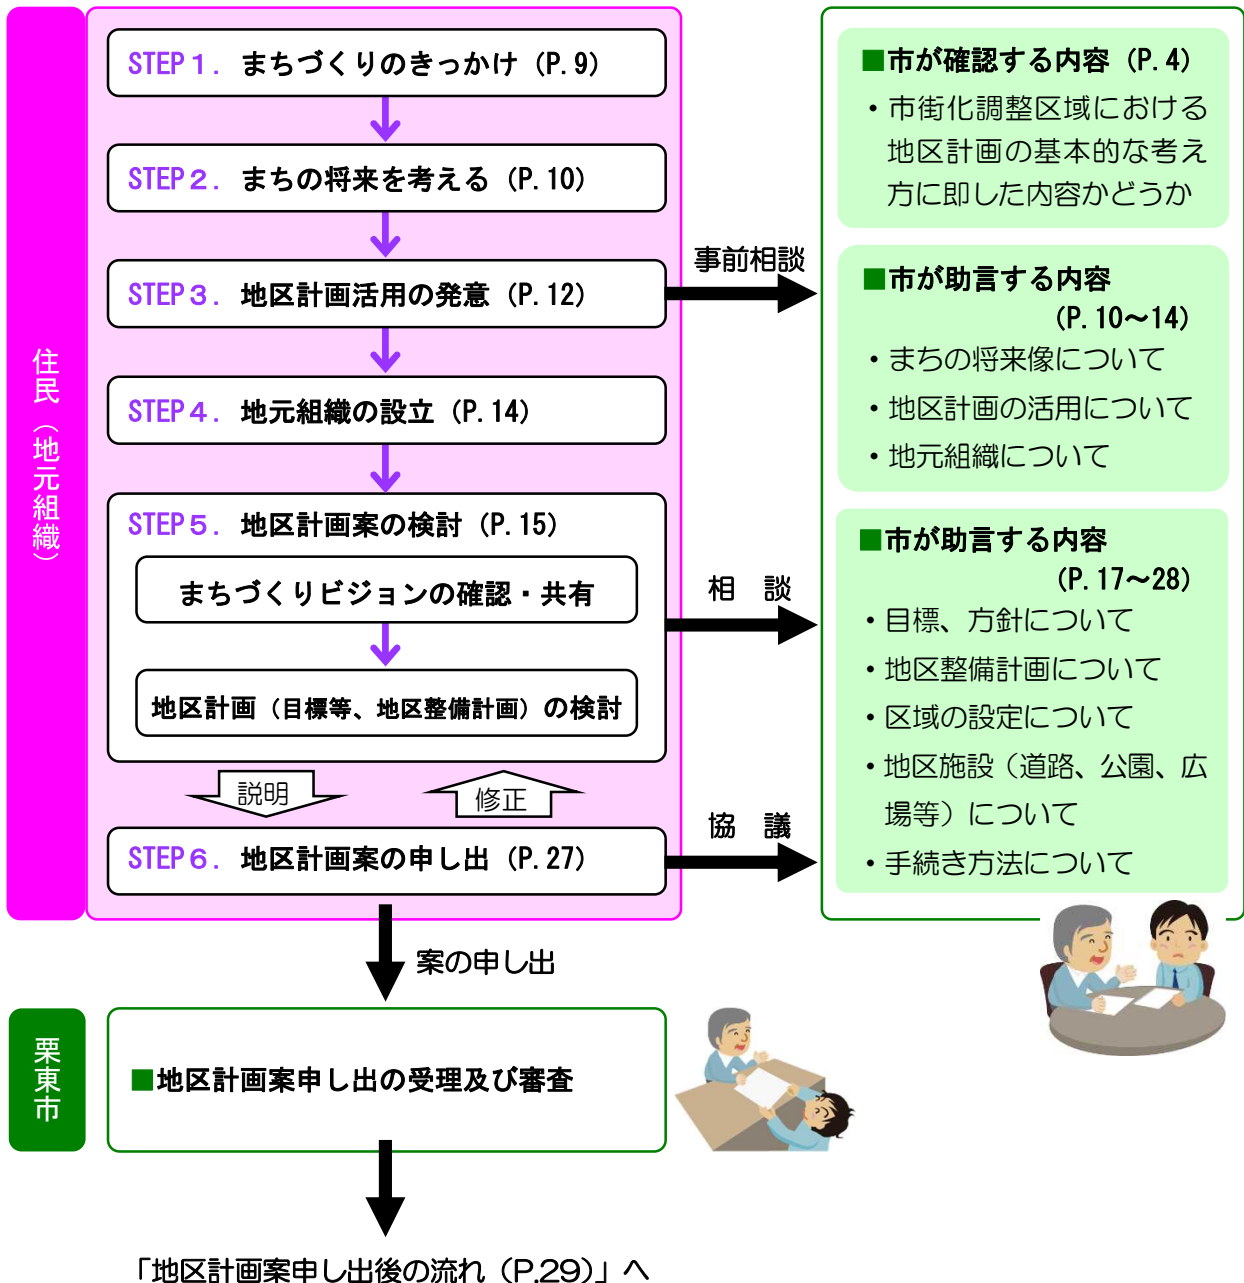 住民（地元組織）
STEP１．まちづくりのきっかけ（P.9）
STEP２．まちの将来を考える（P.10）
STEP３．地区計画活用の発意（P.12）
STEP４．地元組織の設立（P.14）
STEP５．地区計画案の検討（P.15）
まちづくりビジョンの確認・共有
地区計画（目標等、地区整備計画）の検討
説明
修正
STEP６．地区計画案の申し出（P.27）
事前相談
相　談
協　議
■市が確認する内容（P.4）
・市街化調整区域における
地区計画の基本的な考え
方に即した内容かどうか
■市が助言する内容
（P.10～14）
・まちの将来像について
・地区計画の活用について
・地元組織について
■市が助言する内容
（P.17～28）
・目標、方針について
・地区整備計画について
・区域の設定について
・地区施設（道路、公園、広
場等）について
・手続き方法について
案の申し出
栗東市
■地区計画案申し出の受理及び審査
「地区計画案申し出後の流れ（P.29）」へ